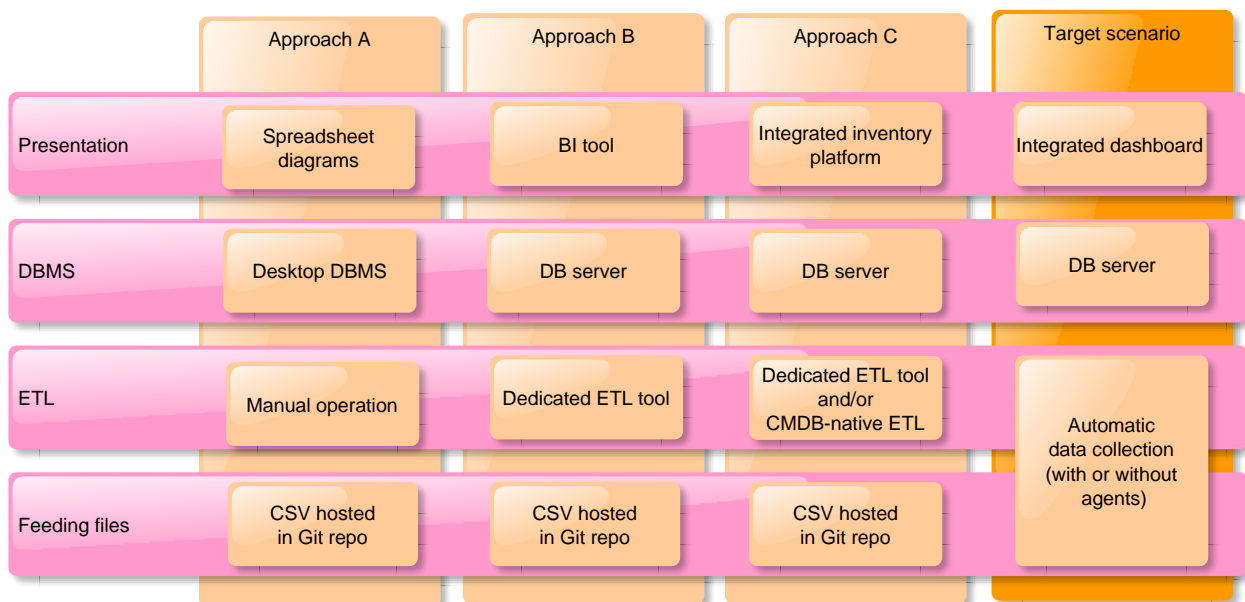 Approach A
Approach B
Approach C
Target scenario
Presentation
Spreadsheet
diagrams
BI tool
Integrated inventory
platform
Integrated dashboard
DBMS
Desktop DBMS
DB server
DB server
DB server
ETL
Manual operation
Dedicated ETL tool
Dedicated ETL tool
and/or
CMDB-native ETL
Automatic
data collection
(with or without
agents)
Feeding files
CSV hosted
in Git repo
CSV hosted
in Git repo
CSV hosted
in Git repo